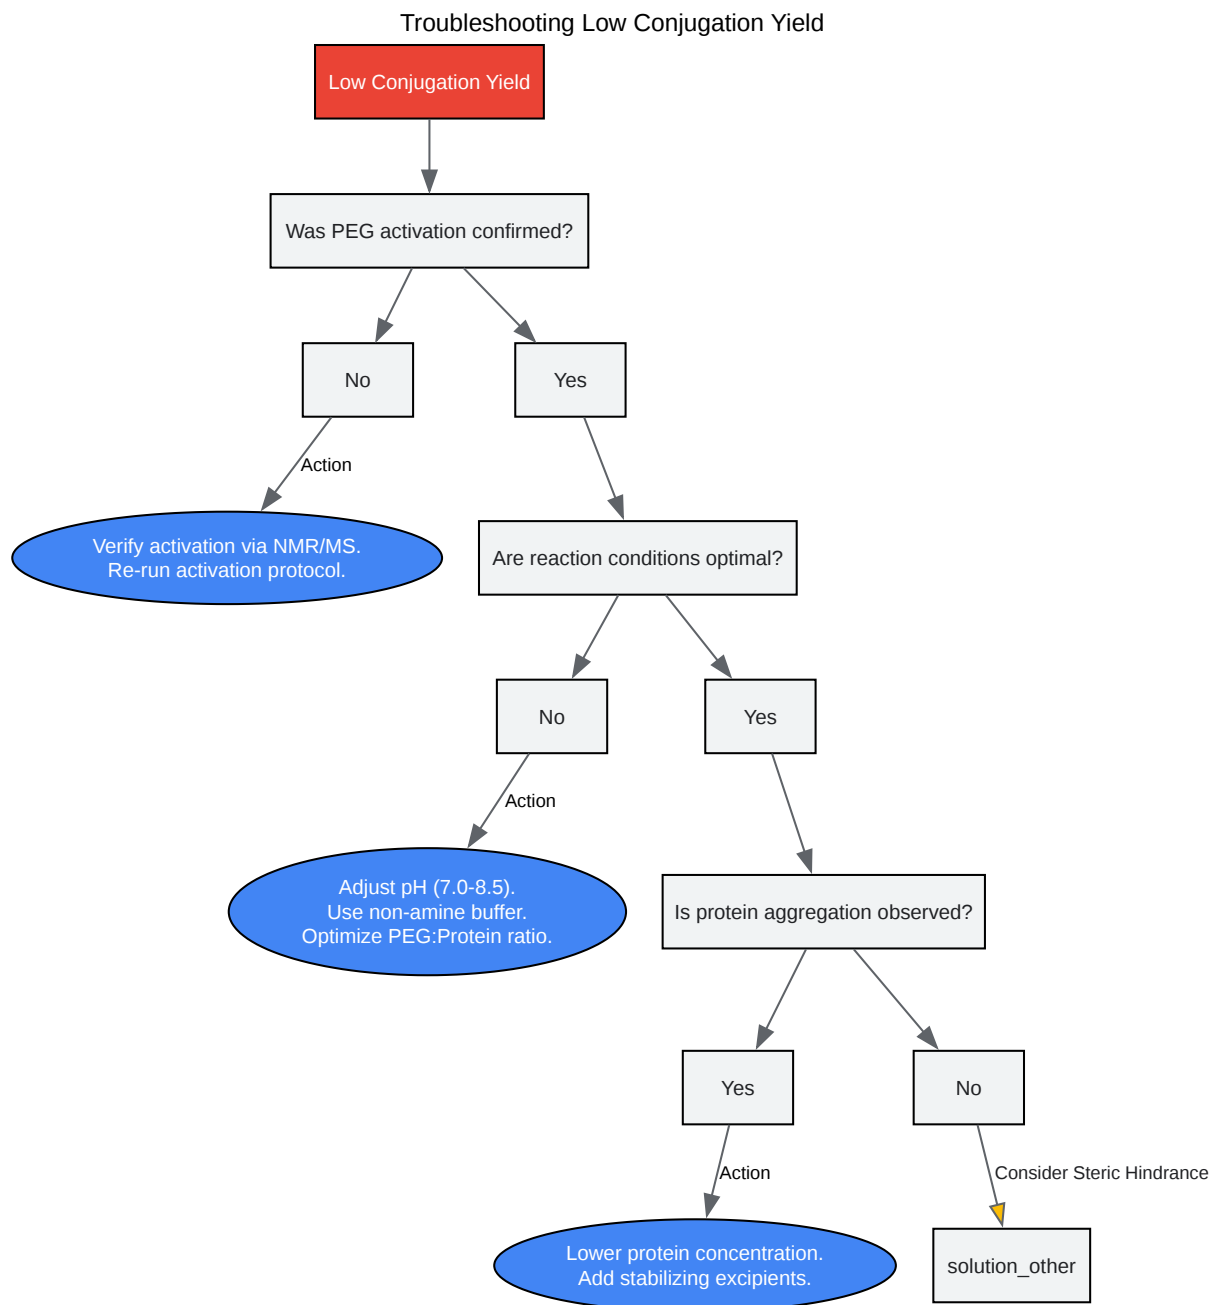 Troubleshooting Low Conjugation Yield
Low Conjugation Yield
Was PEG activation confirmed?
No
Yes
Action
Verify activation via NMR/MS.
Re-run activation protocol.
Are reaction conditions optimal?
No
Yes
Action
Adjust pH (7.0-8.5).
Use non-amine buffer.
Optimize PEG:Protein ratio.
Is protein aggregation observed?
Yes
No
Action
Consider Steric Hindrance
Lower protein concentration.
Add stabilizing excipients.
solution_other